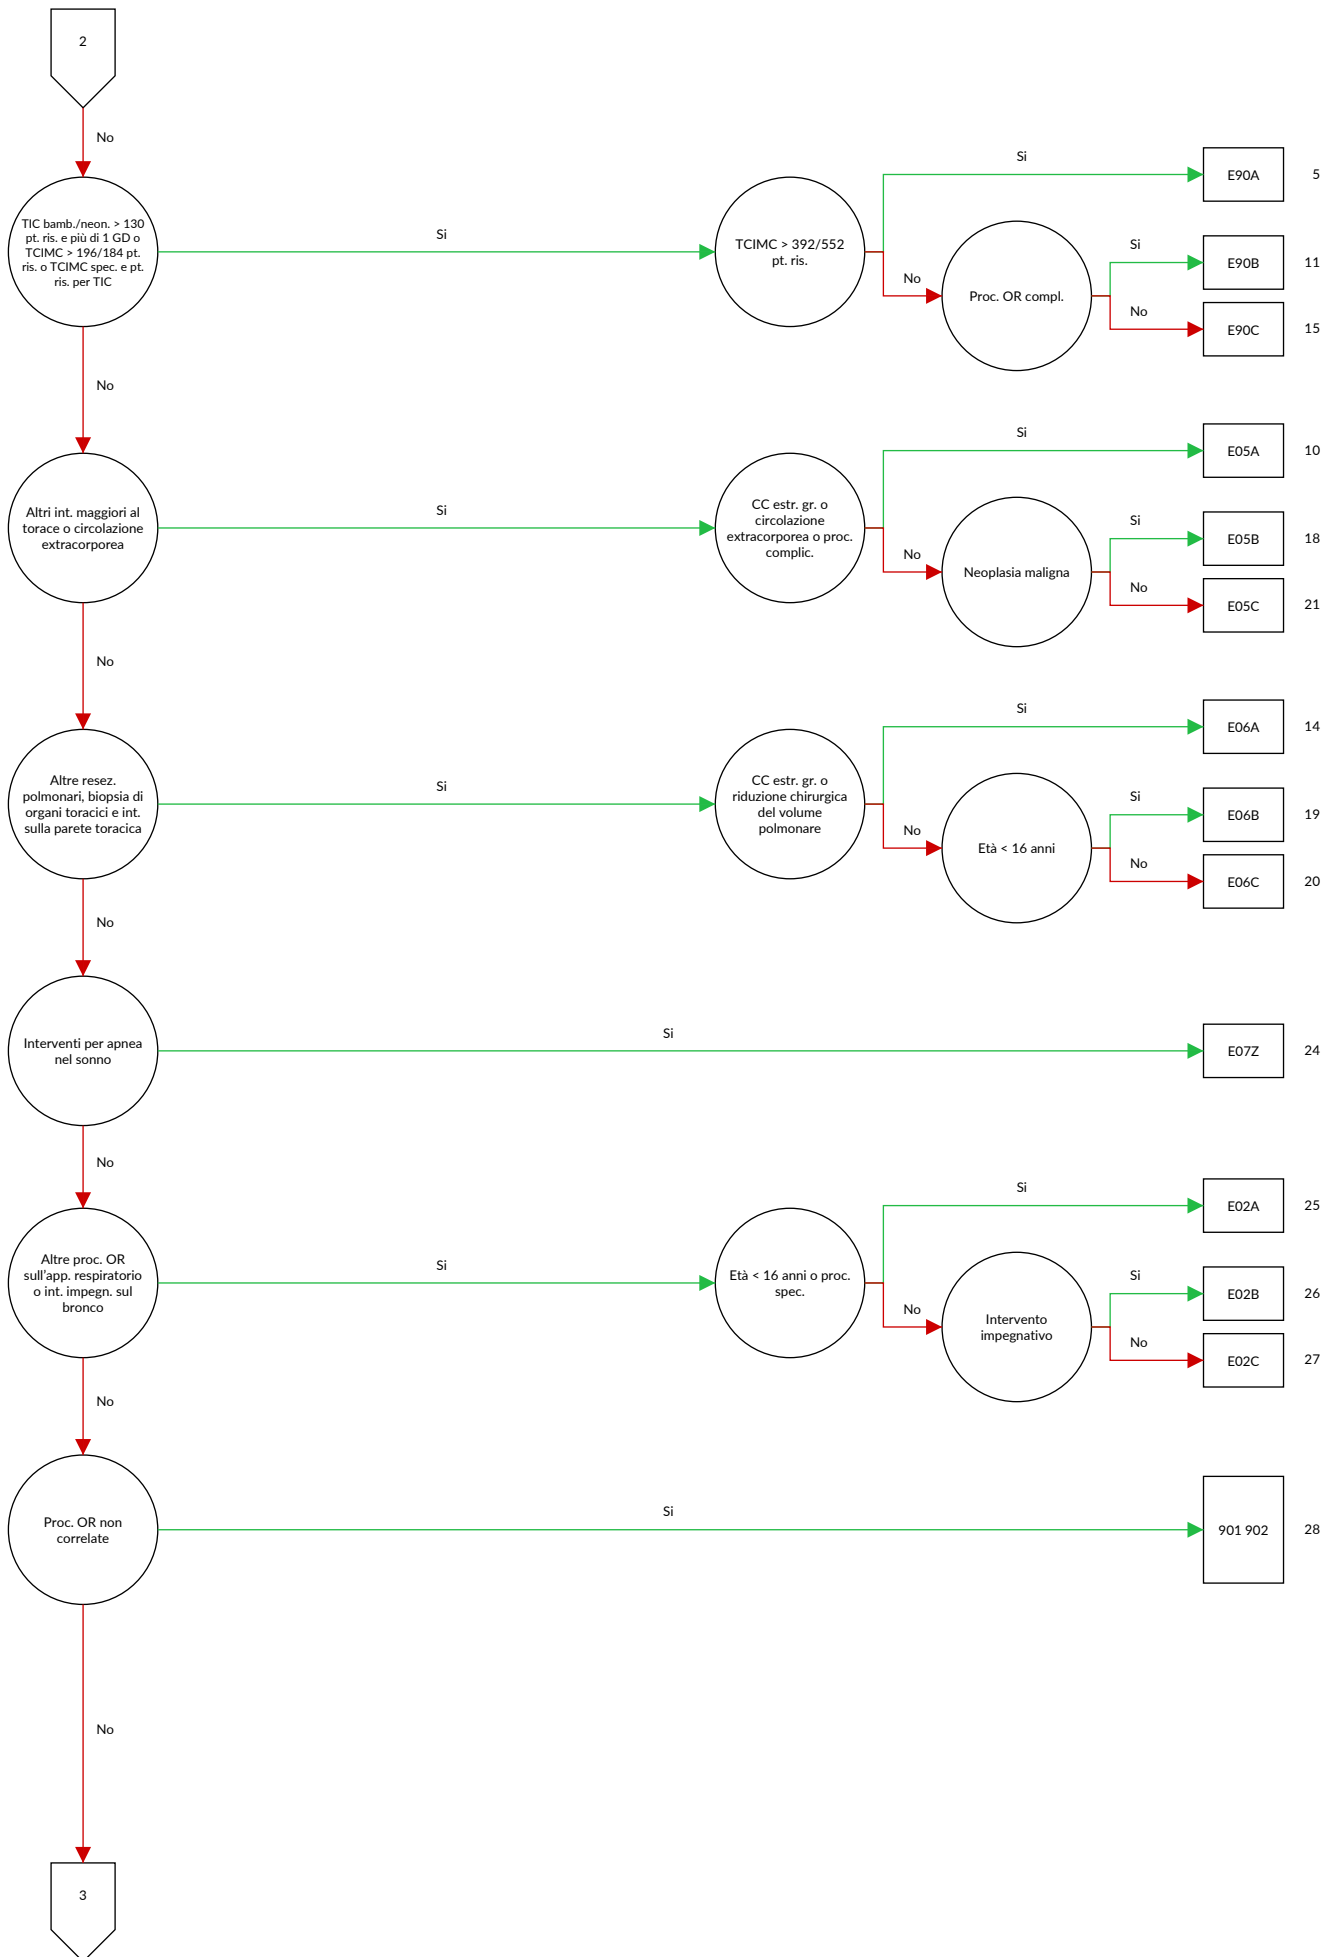 2
No
TIC bamb./neon. > 130
pt. ris. e più di 1 GD o
TCIMC > 196/184 pt.
ris. o TCIMC spec. e pt.
ris. per TIC
Si
TCIMC > 392/552
pt. ris.
Si
E90A
5
No
Proc. OR compl.
Si
E90B
11
No
E90C
15
No
Altri int. maggiori al
torace o circolazione
extracorporea
Si
CC estr. gr. o
circolazione
extracorporea o proc.
complic.
Si
E05A
10
No
Neoplasia maligna
Si
E05B
18
No
E05C
21
No
Altre resez.
polmonari, biopsia di
organi toracici e int.
sulla parete toracica
Si
CC estr. gr. o
riduzione chirurgica
del volume
polmonare
Si
E06A
14
No
Età < 16 anni
Si
E06B
19
No
E06C
20
No
Interventi per apnea
nel sonno
Si
E07Z
24
No
Altre proc. OR
sull'app. respiratorio
o int. impegn. sul
bronco
Si
Età < 16 anni o proc.
spec.
Si
E02A
25
No
Intervento
impegnativo
Si
E02B
26
No
E02C
27
No
Proc. OR non
correlate
Si
901 902
28
No
3